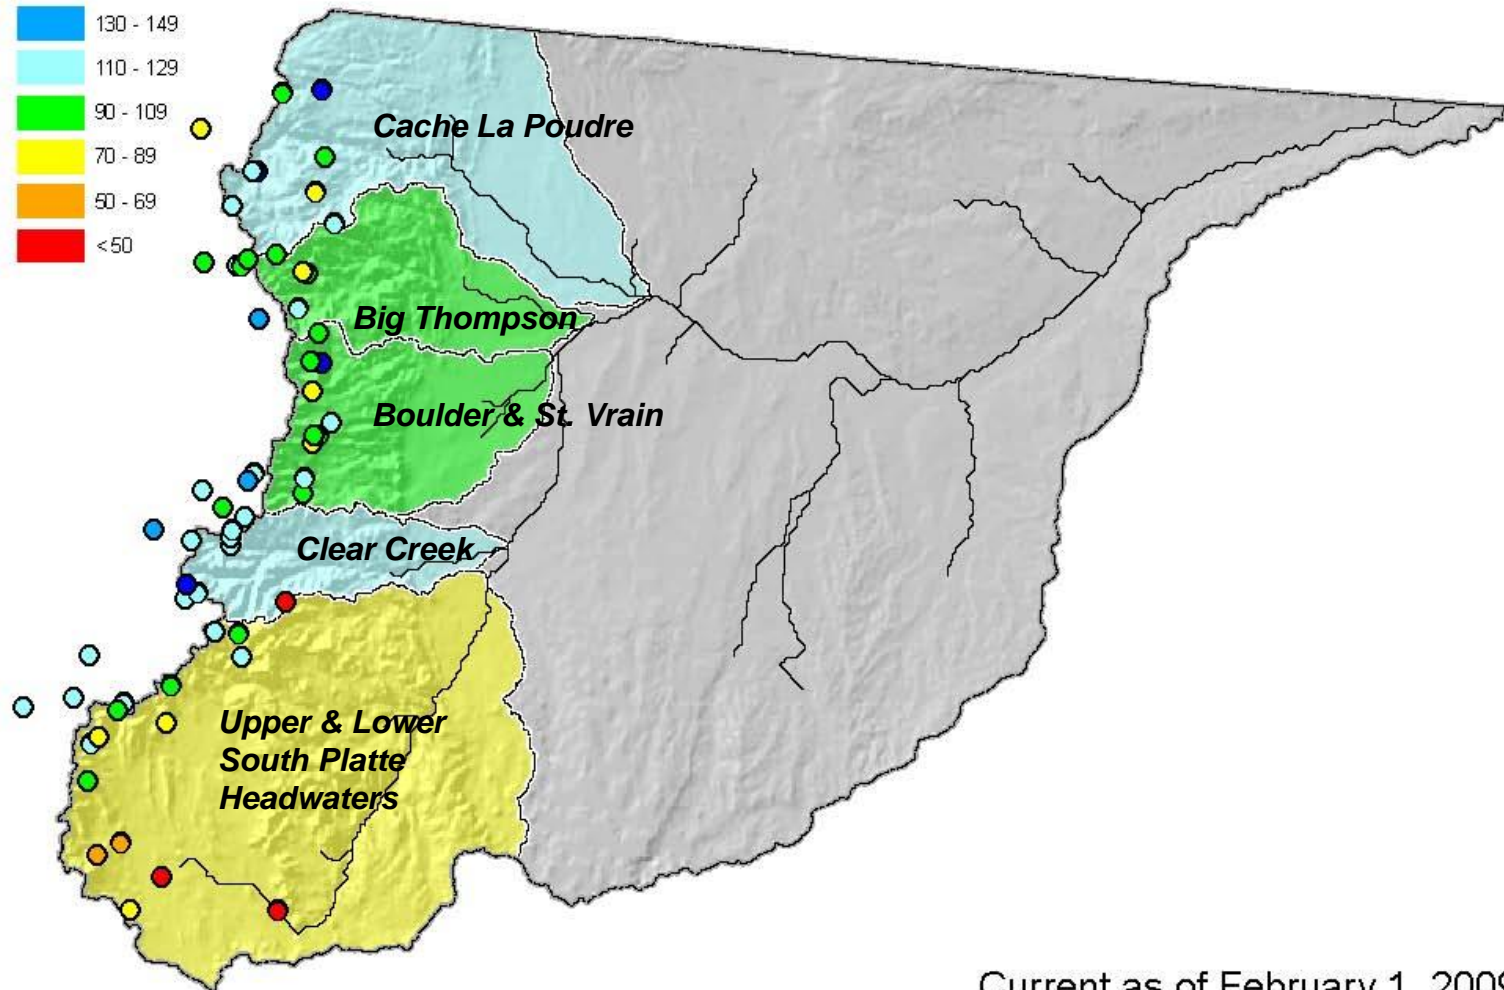 130 - 149
110 - 129
90 - 109
70 - 89
50 - 69
<50
Cache La Poudre
Big Thompson
Boulder & St. Vrain
Clear Creek
Upper & Lower
South Platte
Headwaters
Current as of February 1, 2009